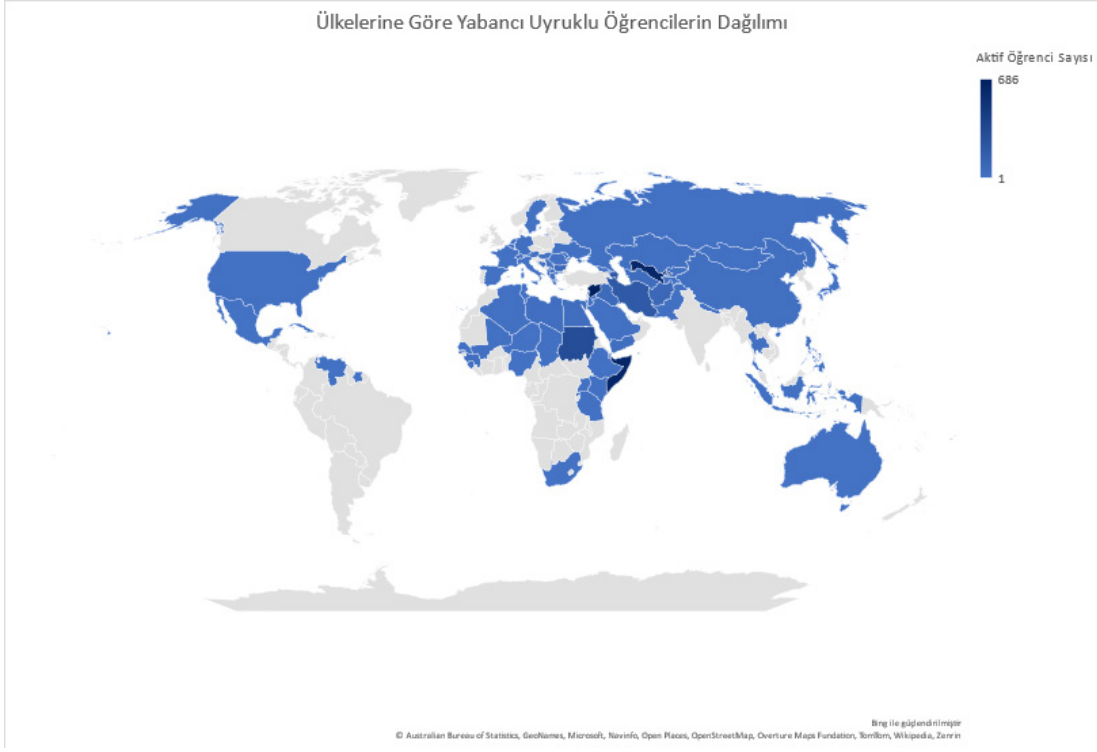 Ülkelerine Göre Yabancı Uyruklu Öğrencilerin Dağılımı
Aktif Öğrenci Sayısı
686
1
Bing ile güçlendirilmiştir
© Australian Bureau of Statistics, GeoNames, Microsoft, Navinfo, Open Places, OpenStreetMap, Overture Maps Fundation, TomTom, Wikipedia, Zenrin